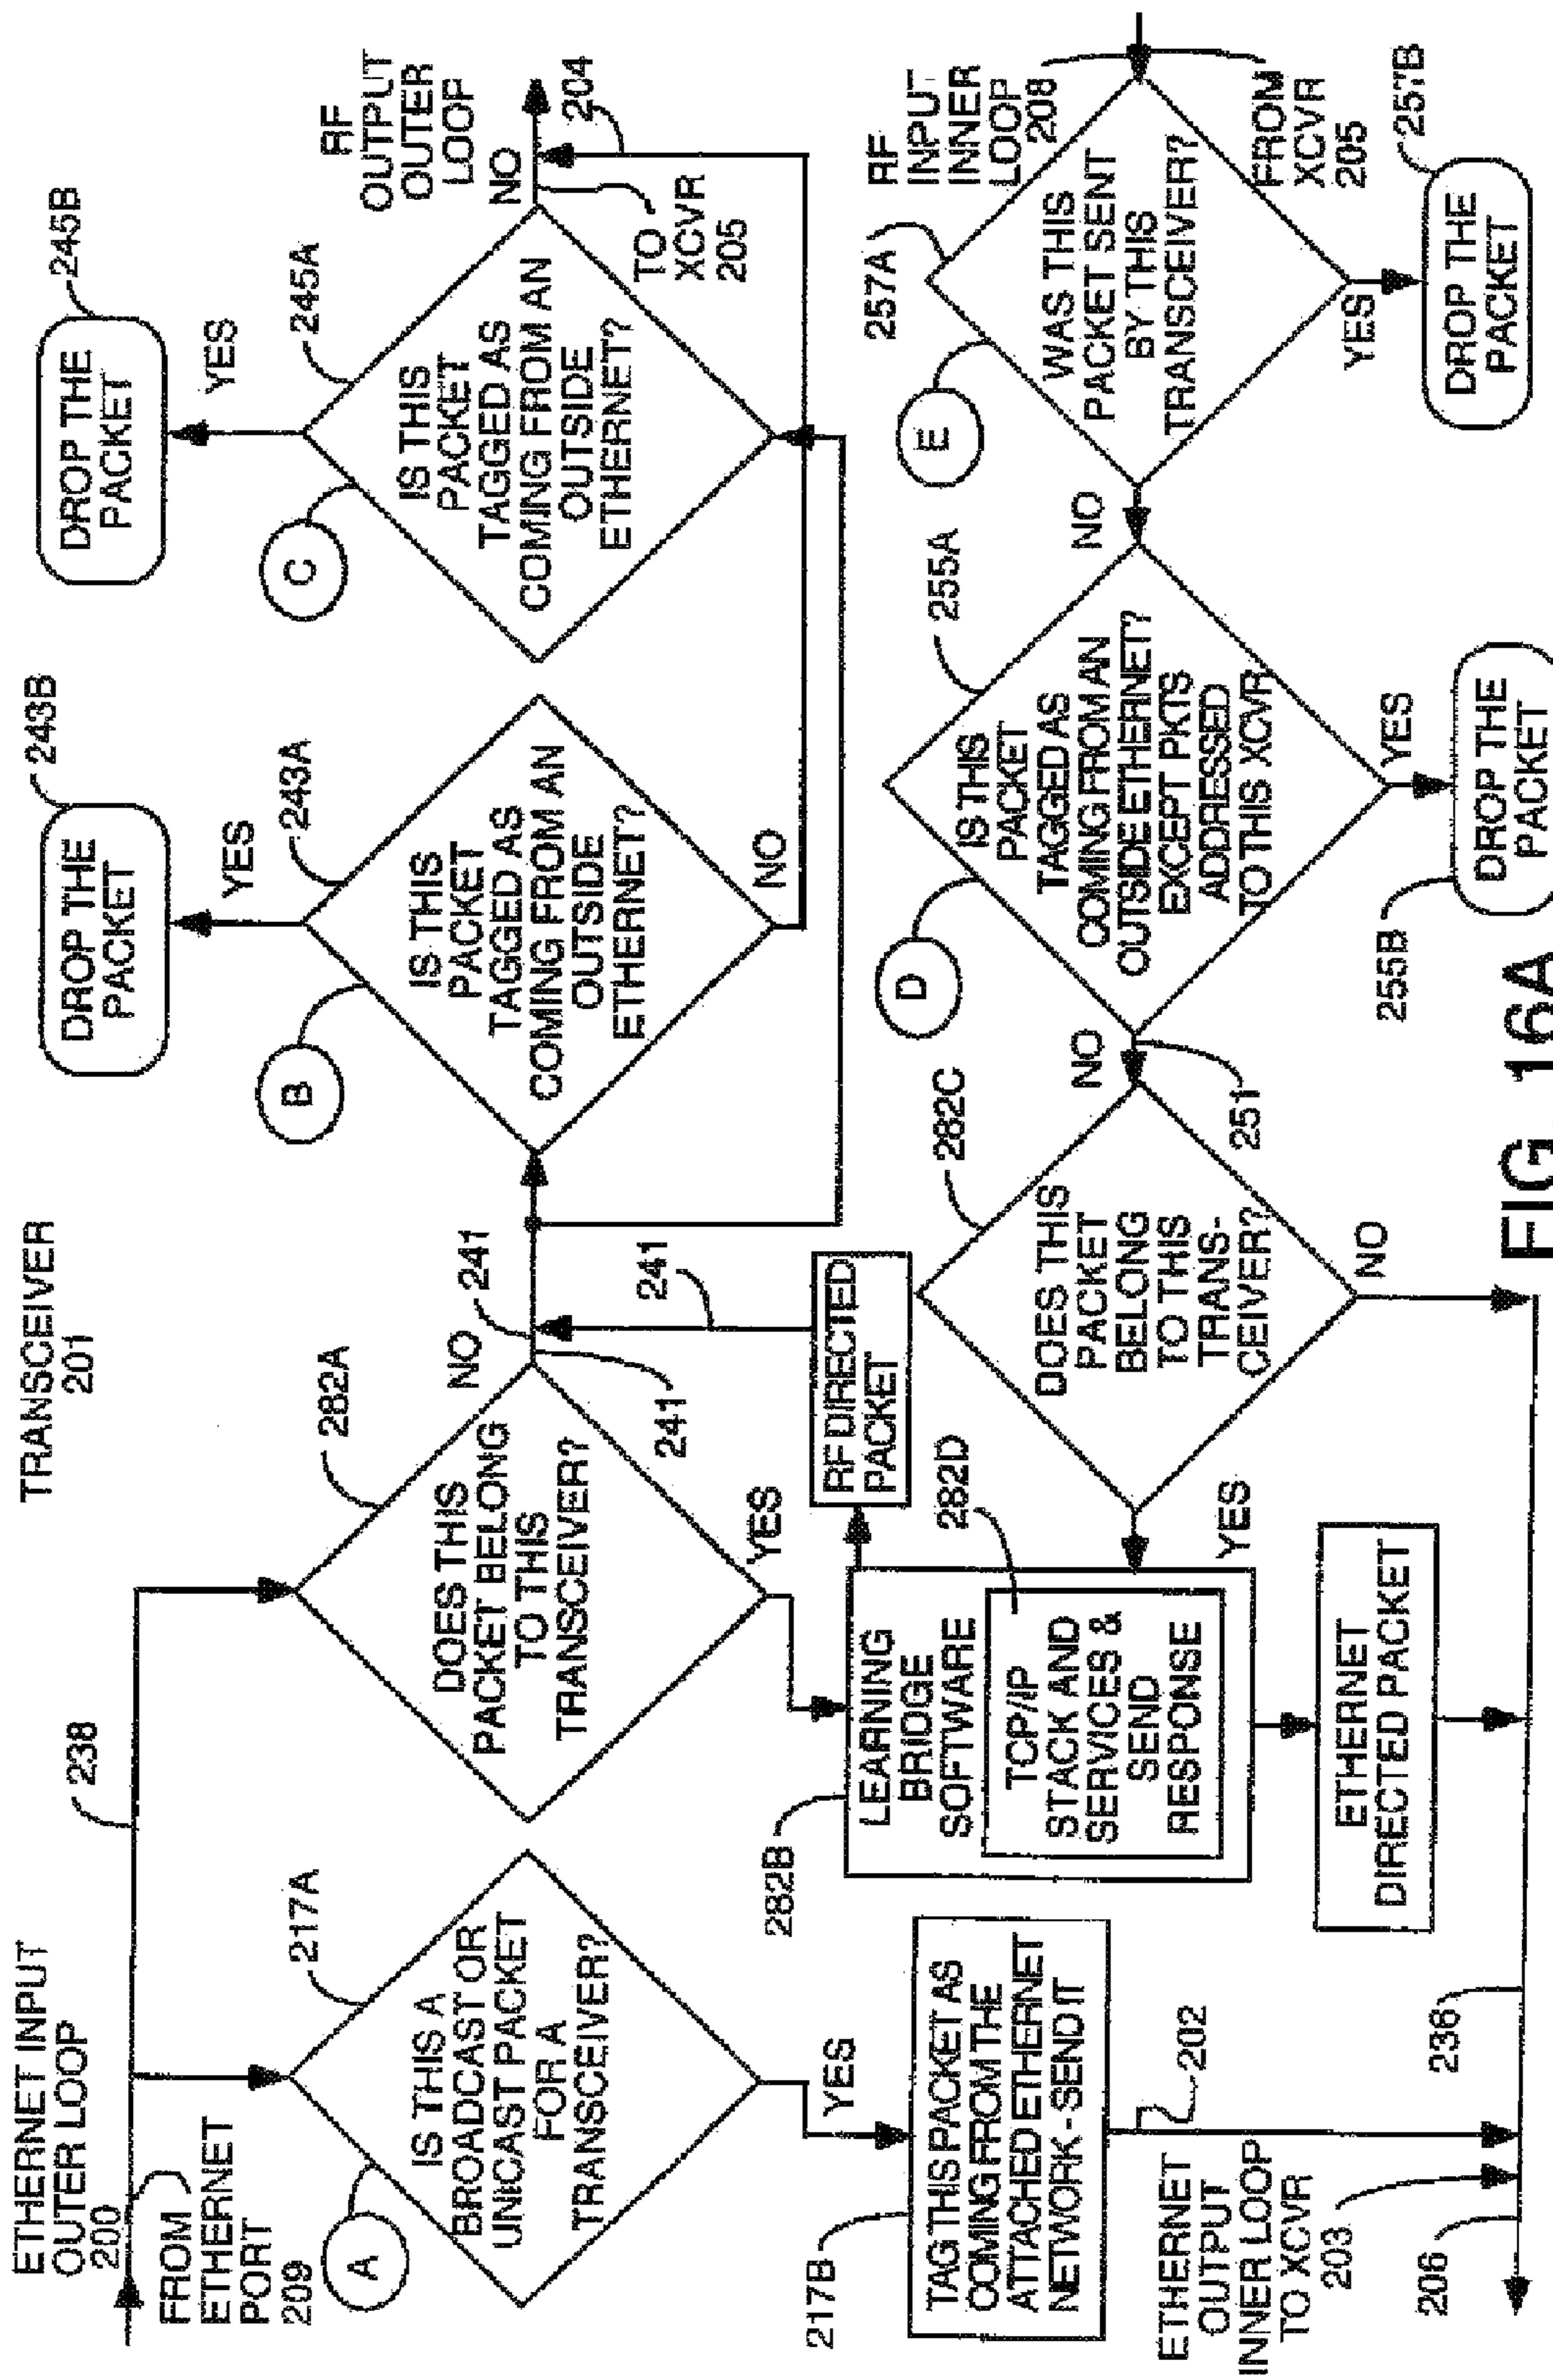 TRANSCEIVER
201
ETHERNET INPUT
OUTER LOOP
200
FROM
ETHERNET
PORT
209
238
A
217A
IS THIS A
BROADCAST OR
UNICAST PACKET
FOR A
TRANSCEIVER?
YES
217B
TAG THIS PACKET AS
COMING FROM THE
ATTACHED ETHERNET
NETWORK - SEND IT
202
ETHERNET
OUTPUT
INNER LOOP
TO XCVR
203
206
236
282A
DOES THIS
PACKET BELONG
TO THIS
TRANSCEIVER?
NO
241
241
241
YES
282B
LEARNING
BRIDGE
SOFTWARE
282D
TCP/IP
STACK AND
SERVICES &
SEND
RESPONSE
RF DIRECTED
PACKET
ETHERNET
DIRECTED PACKET
243B
DROP THE
PACKET
YES
243A
B
IS THIS
PACKET
TAGGED AS
COMING FROM AN
OUTSIDE
ETHERNET?
NO
245B
DROP THE
PACKET
YES
245A
C
IS THIS
PACKET
TAGGED AS
COMING FROM AN
OUTSIDE
ETHERNET?
NO
RF
OUTPUT
OUTER
LOOP
204
TO
XCVR
205
RF
INPUT
INNER
LOOP
208
FROM
XCVR
205
257A
E
WAS THIS
PACKET SENT
BY THIS
TRANSCEIVER?
YES
257B
DROP THE
PACKET
NO
255A
D
IS THIS
PACKET
TAGGED AS
COMING FROM AN
OUTSIDE ETHERNET?
EXCEPT PKTS
ADDRESSED
TO THIS XCVR
YES
255B
DROP THE
PACKET
NO
251
282C
DOES THIS
PACKET
BELONG
TO THIS
TRANS-
CEIVER?
YES
NO
FIG. 16A